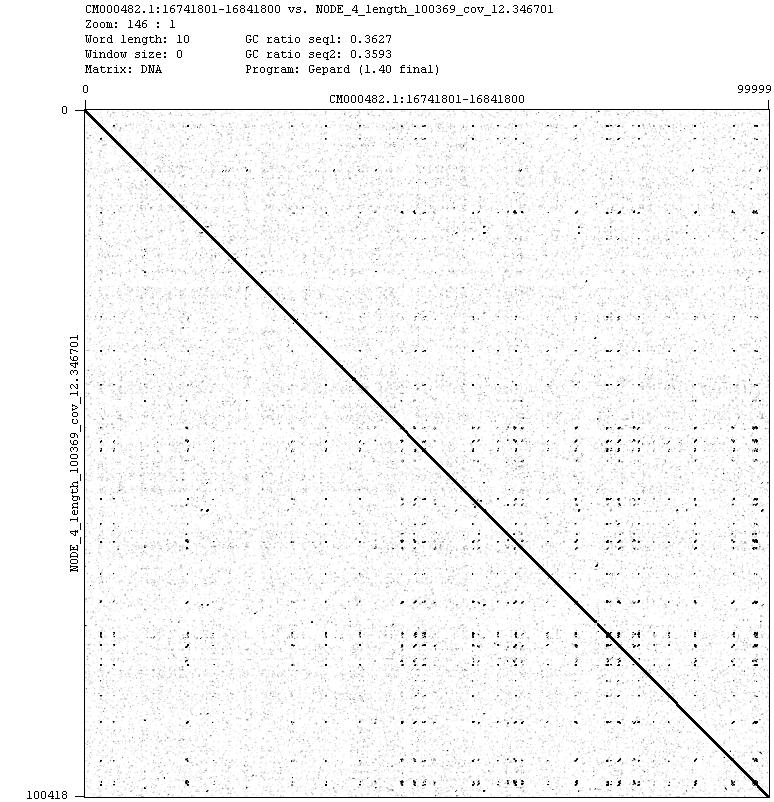 CM000482.1:16741801-16841800 vs. NODE_4_length_100369_cov_12.346701
Zoom: 146 : 1
Word length: 10 GC ratio seq1: 0.3627
Window size: 0 GC ratio seq2: 0.3593
Matrix: DNA Program: Gepard (1.40 final)
0 99999
CM000482.1:16741801-16841800
0
NODE_4_length_100369_cov_12.346701
100418